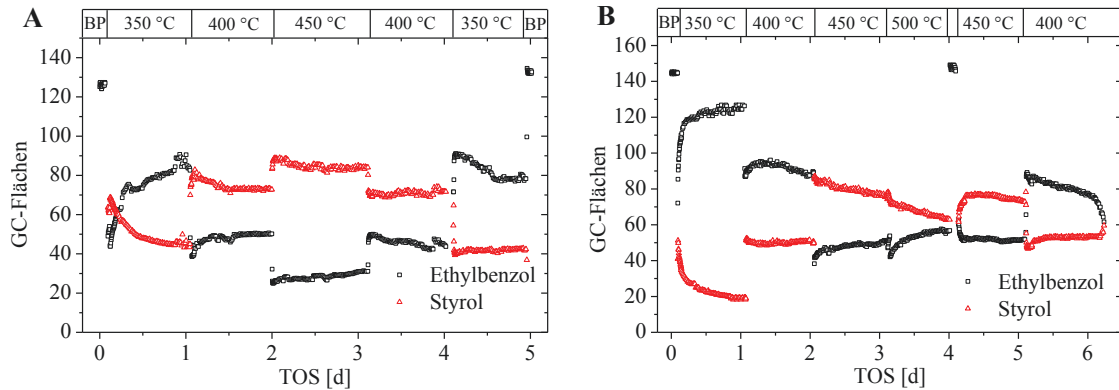 A
BP 350 °C 400 °C 450 °C 400 °C 350 °C BP
GC-Flächen
140
120
100
80
60
40
20
0
Ethylbenzol
Styrol
0 1 2 3 4 5
TOS [d]
B
BP 350 °C 400 °C 450 °C 500 °C 450 °C 400 °C
GC-Flächen
160
140
120
100
80
60
40
20
0
Ethylbenzol
Styrol
0 1 2 3 4 5 6
TOS [d]